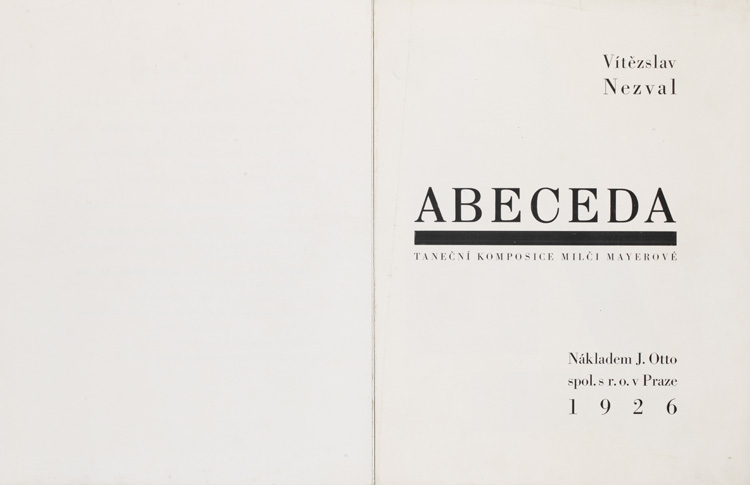 Vítězslav
Nezval
ABECEDA
TANEČNÍ KOMPOSICE MILČI MAYEROVÉ
Nákladem J. Otto
spol. s r. o. v Praze
1 9 2 6